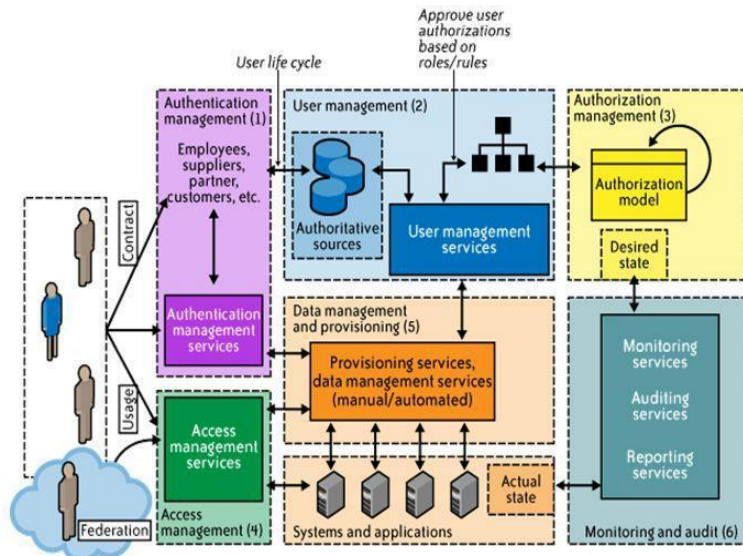 Approve user
authorizations
based on
roles/rules
User life cycle
Authentication
management (1)
Employees,
suppliers,
partner,
customers, etc.
Authentication
management
services
User management (2)
Authoritative
sources
User management
services
Authorization
management (3)
Authorization
model
Desired
state
Contract
Usage
Federation
Data management
and provisioning (5)
Provisioning services,
data management services
(manual/automated)
Access
management
services
Access
management (4)
Actual
state
Systems and applications
Monitoring
services
Auditing
services
Reporting
services
Monitoring and audit (6)